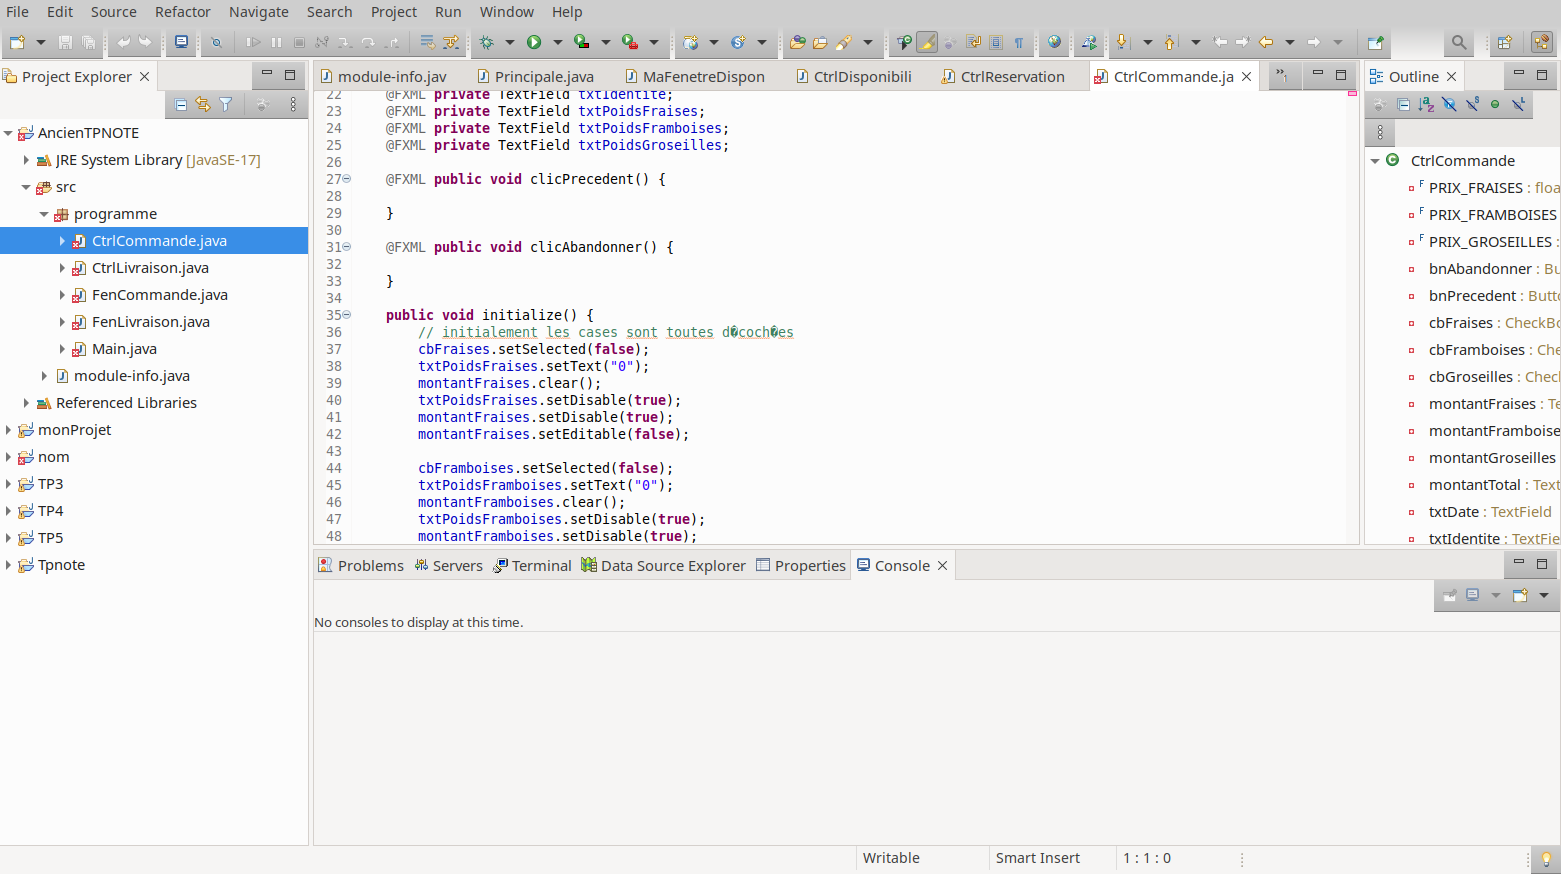 File Edit Source Refactor Navigate Search Project Run Window Help
Project Explorer
module-info.jav Principale.java MaFenetreDispon CtrlDisponibili CtrlReservation CtrlCommande.ja
Outline
AncienTPNOTE
JRE System Library [JavaSE-17]
src
programme
CtrlCommande.java
CtrlLivraison.java
FenCommande.java
FenLivraison.java
Main.java
module-info.java
Referenced Libraries
monProjet
nom
TP3
TP4
TP5
Tpnote
22 @FXML private TextField txtIdentite;
23 @FXML private TextField txtPoidsFraises;
24 @FXML private TextField txtPoidsFramboises;
25 @FXML private TextField txtPoidsGroseilles;
26
27 @FXML public void clicPrecedent() {
28
29 }
30
31 @FXML public void clicAbandonner() {
32
33 }
34
35 public void initialize() {
36 // initialement les cases sont toutes d�coch�es
37 cbFraises.setSelected(false);
38 txtPoidsFraises.setText("0");
39 montantFraises.clear();
40 txtPoidsFraises.setDisable(true);
41 montantFraises.setDisable(true);
42 montantFraises.setEditable(false);
43
44 cbFramboises.setSelected(false);
45 txtPoidsFramboises.setText("0");
46 montantFramboises.clear();
47 txtPoidsFramboises.setDisable(true);
48 montantFramboises.setDisable(true);
CtrlCommande
PRIX_FRAISES : floa
PRIX_FRAMBOISES
PRIX_GROSEILLES :
bnAbandonner : Bu
bnPrecedent : Butto
cbFraises : CheckBo
cbFramboises : Che
cbGroseilles : Check
montantFraises : Te
montantFramboise
montantGroseilles
montantTotal : Text
txtDate : TextField
txtIdentite : TextFie
Problems Servers Terminal Data Source Explorer Properties Console
No consoles to display at this time.
Writable Smart Insert 1 : 1 : 0